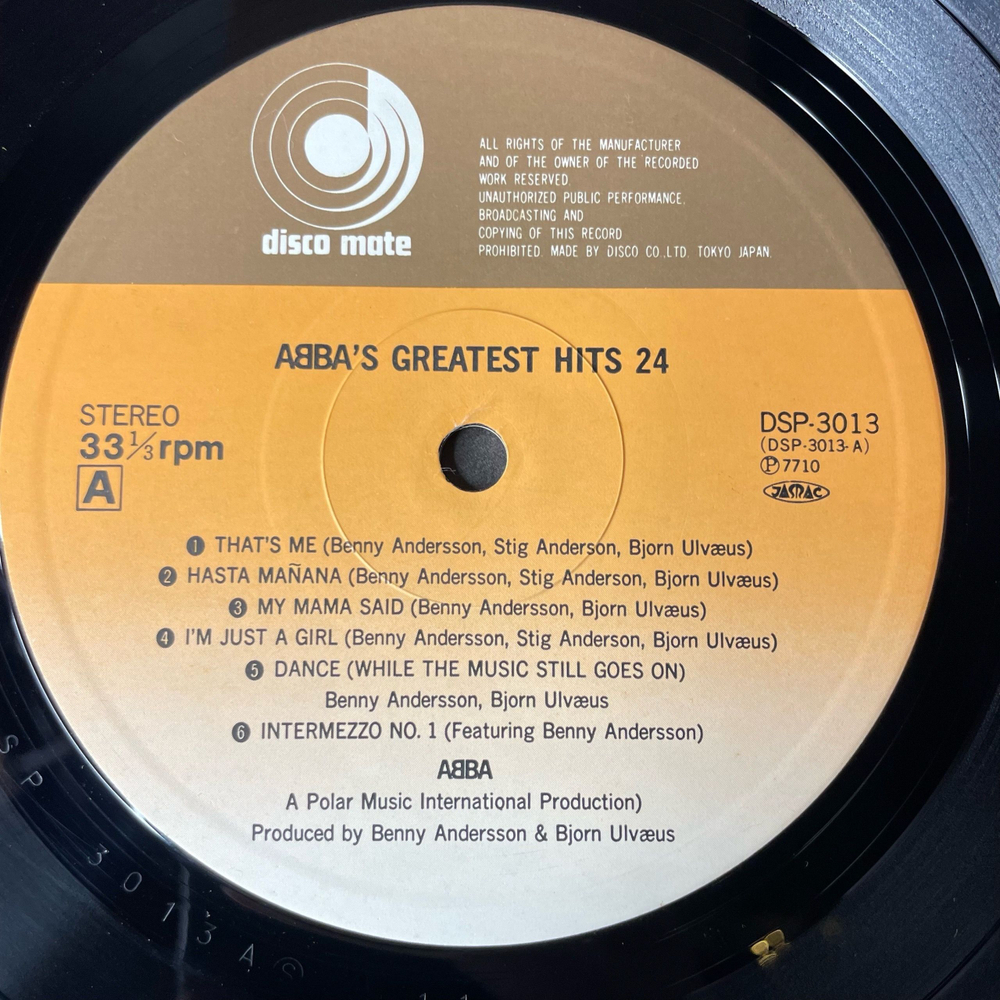 disco mate
ALL RIGHTS OF THE MANUFACTURER
AND OF THE OWNER OF THE RECORDED
WORK RESERVED.
UNAUTHORIZED PUBLIC PERFORMANCE.
BROADCASTING AND
COPYING OF THIS RECORD
PROHIBITED. MADE BY DISCO CO.,LTD. TOKYO JAPAN.
ABBA'S GREATEST HITS 24
STEREO
33 1/3 rpm
A
DSP-3013
(DSP-3013-A)
Ⓟ7710
JASRAC
❶ THAT'S ME (Benny Andersson, Stig Anderson, Bjorn Ulvæus)
❷ HASTA MAÑANA (Benny Andersson, Stig Anderson, Bjorn Ulvæus)
❸ MY MAMA SAID (Benny Andersson, Bjorn Ulvæus)
❹ I'M JUST A GIRL (Benny Andersson, Stig Anderson, Bjorn Ulvæus)
❺ DANCE (WHILE THE MUSIC STILL GOES ON)
Benny Andersson, Bjorn Ulvæus
❻ INTERMEZZO NO. 1 (Featuring Benny Andersson)
ABBA
A Polar Music International Production)
Produced by Benny Andersson & Bjorn Ulvæus
SP 3013 A